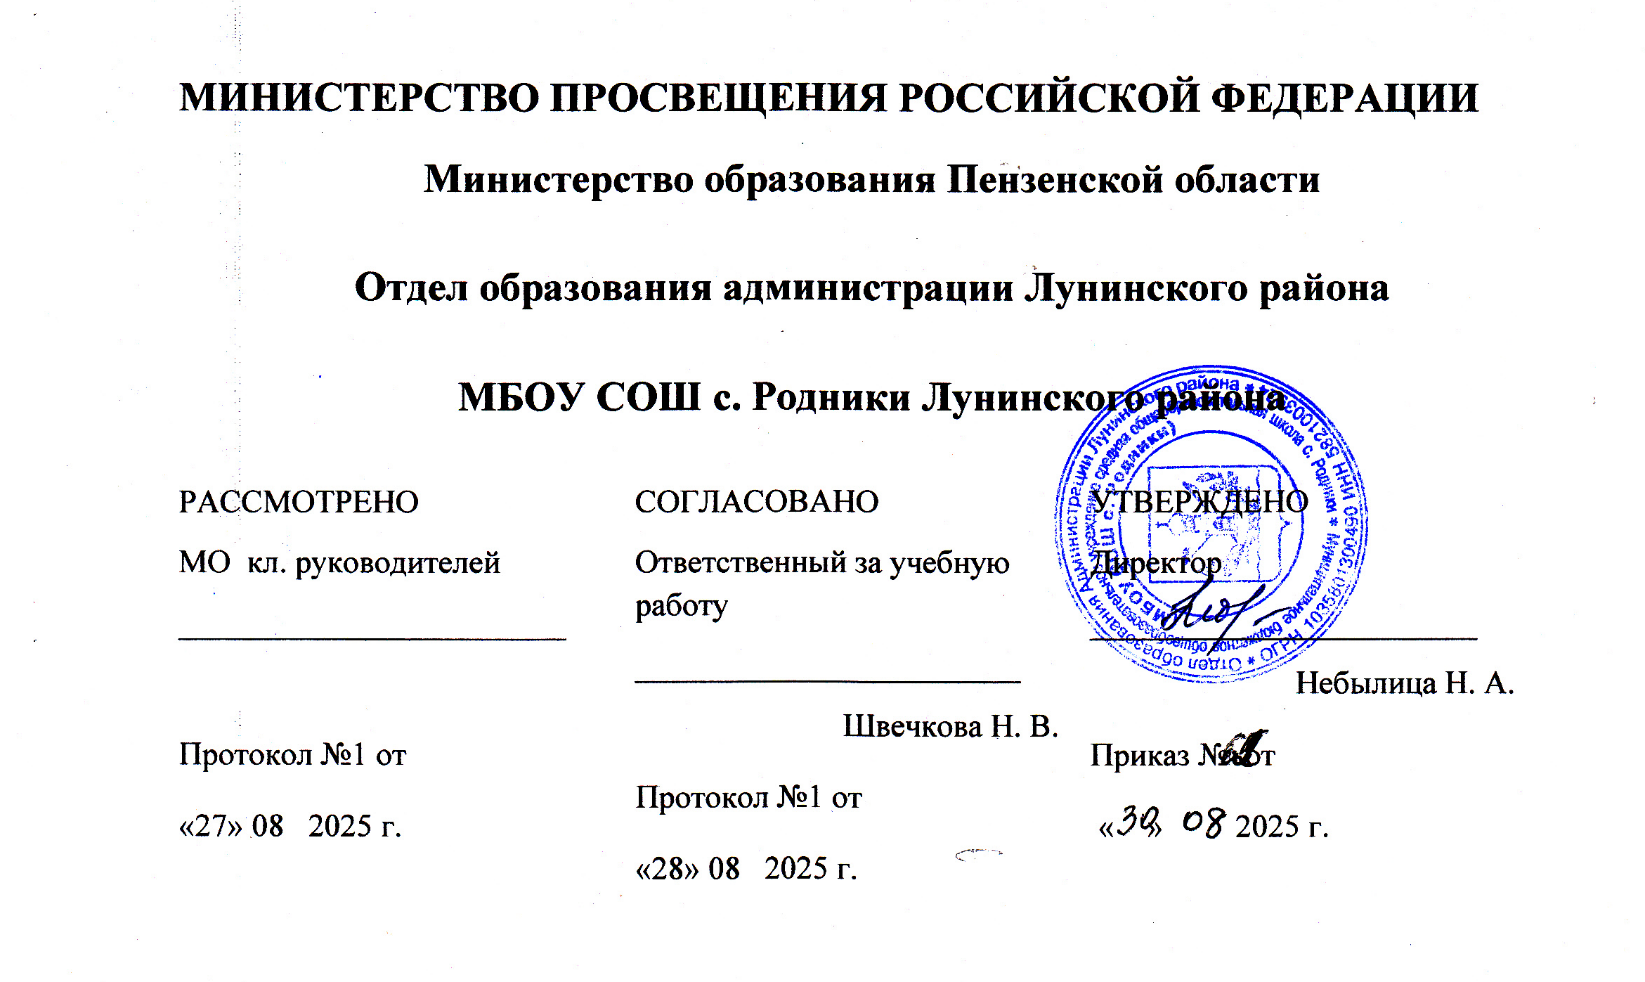 МИНИСТЕРСТВО ПРОСВЕЩЕНИЯ РОССИЙСКОЙ ФЕДЕРАЦИИ
Министерство образования Пензенской области
Отдел образования администрации Лунинского района
МБОУ СОШ с. Родники Лунинского района
РАССМОТРЕНО
МО кл. руководителей
Протокол №1 от
«27» 08 2025 г.
СОГЛАСОВАНО
Ответственный за учебную
работу
Швечкова Н. В.
Протокол №1 от
«28» 08 2025 г.
УТВЕРЖДЕНО
Директор
Небылица Н. А.
Приказ № от
«30» 08 2025 г.